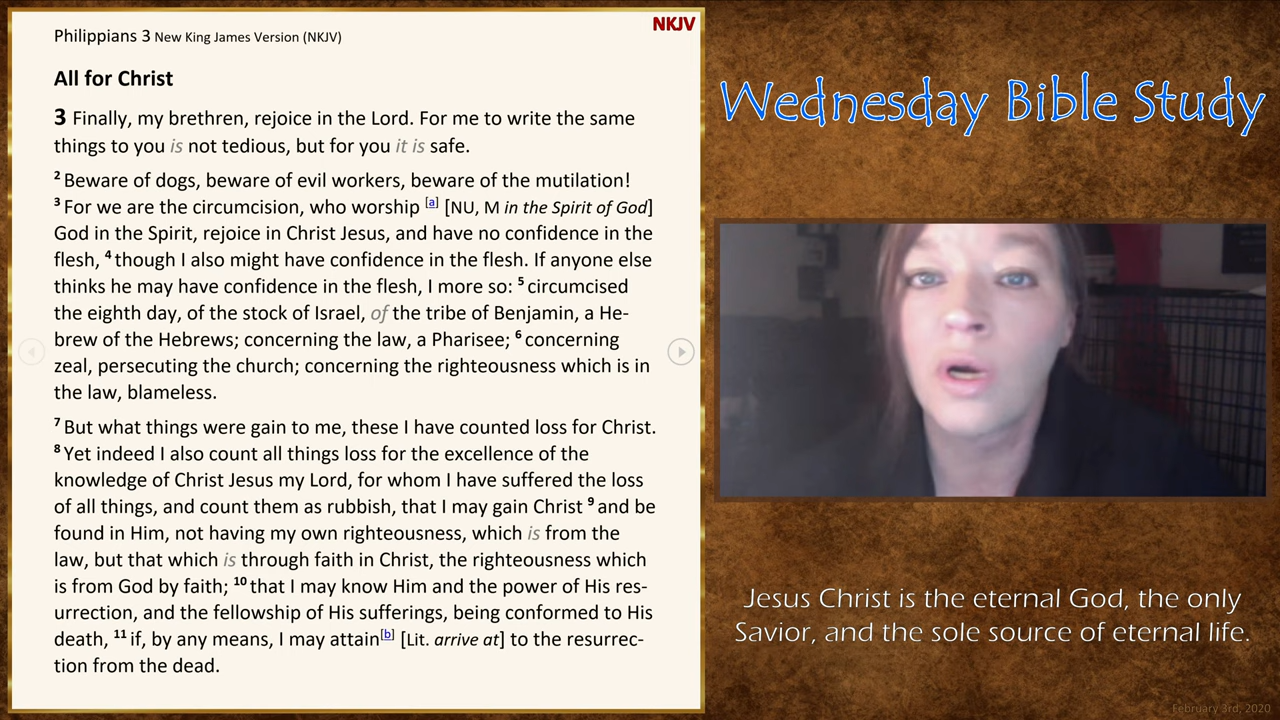 NKJV
Philippians 3 New King James Version (NKJV)
All for Christ
3 Finally, my brethren, rejoice in the Lord. For me to write the same
things to you is not tedious, but for you it is safe.
2 Beware of dogs, beware of evil workers, beware of the mutilation!
3 For we are the circumcision, who worship [a] [NU, M in the Spirit of God]
God in the Spirit, rejoice in Christ Jesus, and have no confidence in the
flesh, 4 though I also might have confidence in the flesh. If anyone else
thinks he may have confidence in the flesh, I more so: 5 circumcised
the eighth day, of the stock of Israel, of the tribe of Benjamin, a He-
brew of the Hebrews; concerning the law, a Pharisee; 6 concerning
zeal, persecuting the church; concerning the righteousness which is in
the law, blameless.
7 But what things were gain to me, these I have counted loss for Christ.
8 Yet indeed I also count all things loss for the excellence of the
knowledge of Christ Jesus my Lord, for whom I have suffered the loss
of all things, and count them as rubbish, that I may gain Christ 9 and be
found in Him, not having my own righteousness, which is from the
law, but that which is through faith in Christ, the righteousness which
is from God by faith; 10 that I may know Him and the power of His res-
urrection, and the fellowship of His sufferings, being conformed to His
death, 11 if, by any means, I may attain[b] [Lit. arrive at] to the resurrec-
tion from the dead.
Wednesday Bible Study
Jesus Christ is the eternal God, the only
Savior, and the sole source of eternal life.
February 3rd, 2020